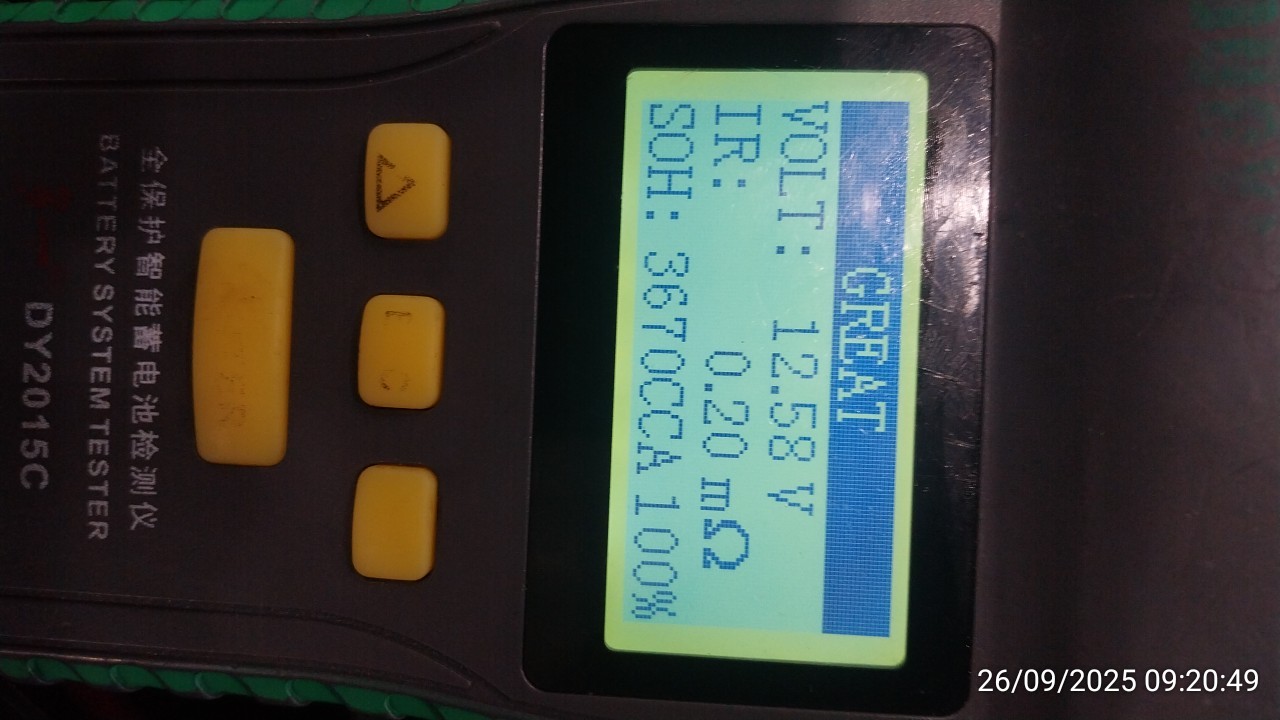 GREAT
VOLT: 12.58 V
IR: 0.20 mΩ
SOH: 3670CCA 100%
全保护智能蓄电池检测仪
BATTERY SYSTEM TESTER
DY2015C
26/09/2025 09:20:49